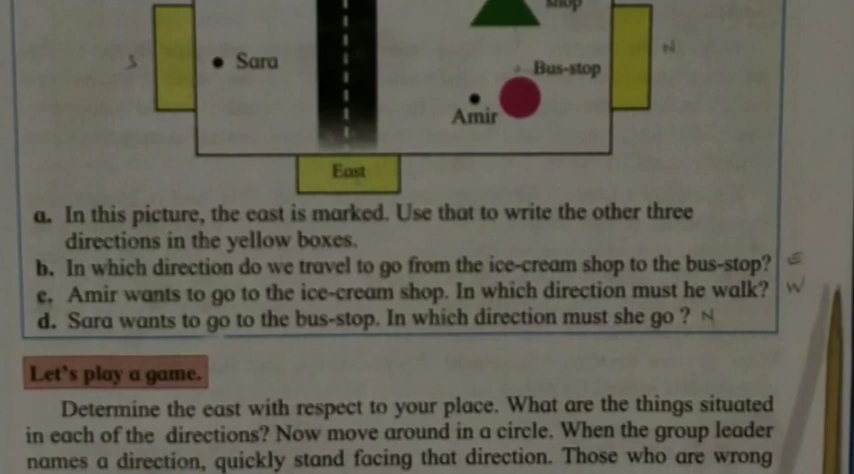 shop
S
N
Sara
Bus-stop
Amir
East
a. In this picture, the east is marked. Use that to write the other three
directions in the yellow boxes.
b. In which direction do we travel to go from the ice-cream shop to the bus-stop? E
c. Amir wants to go to the ice-cream shop. In which direction must he walk? W
d. Sara wants to go to the bus-stop. In which direction must she go ? N
Let's play a game.
Determine the east with respect to your place. What are the things situated
in each of the directions? Now move around in a circle. When the group leader
names a direction, quickly stand facing that direction. Those who are wrong